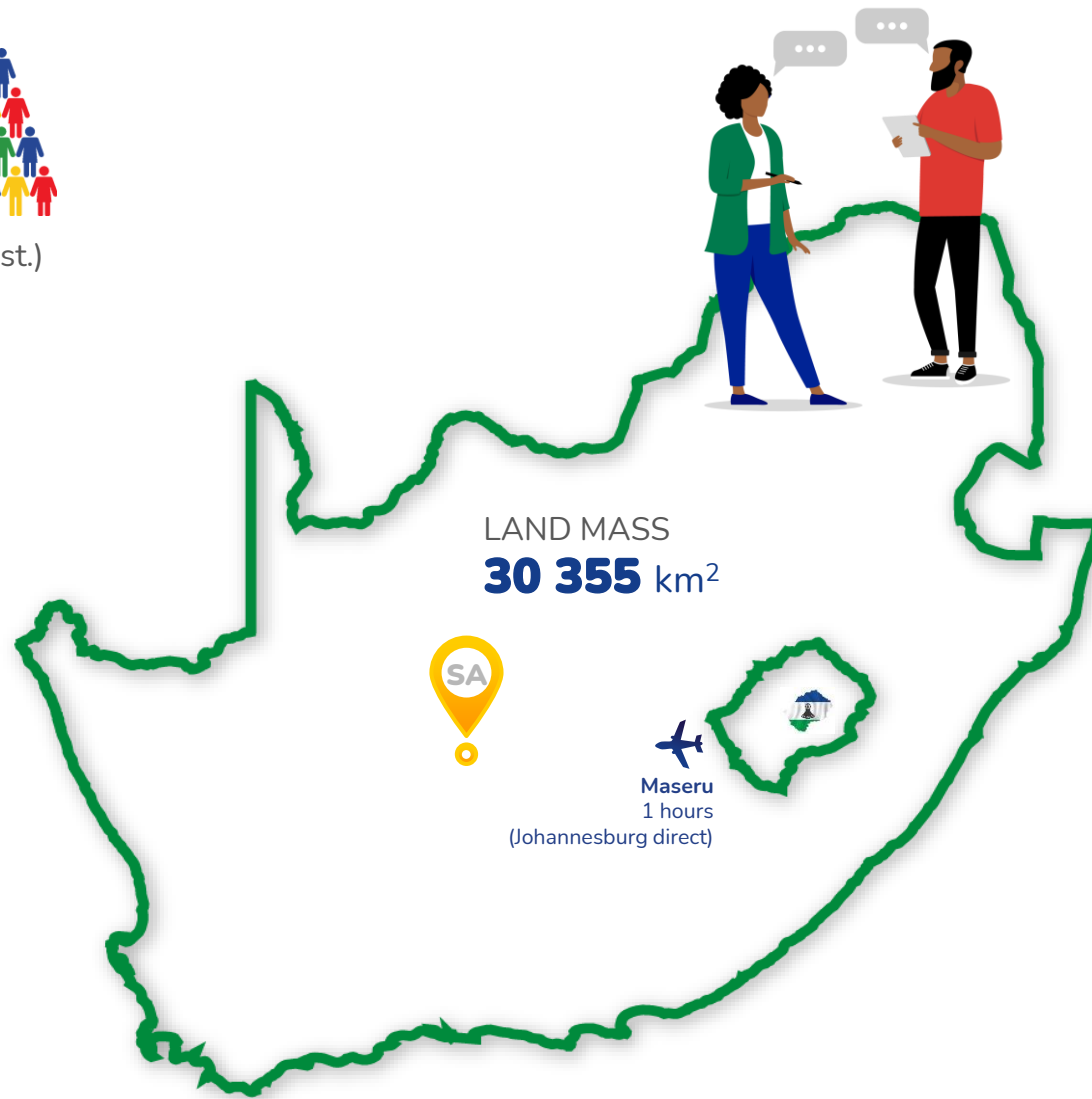 st.)
LAND MASS
30 355 km²
SA
Maseru
1 hours
(Johannesburg direct)